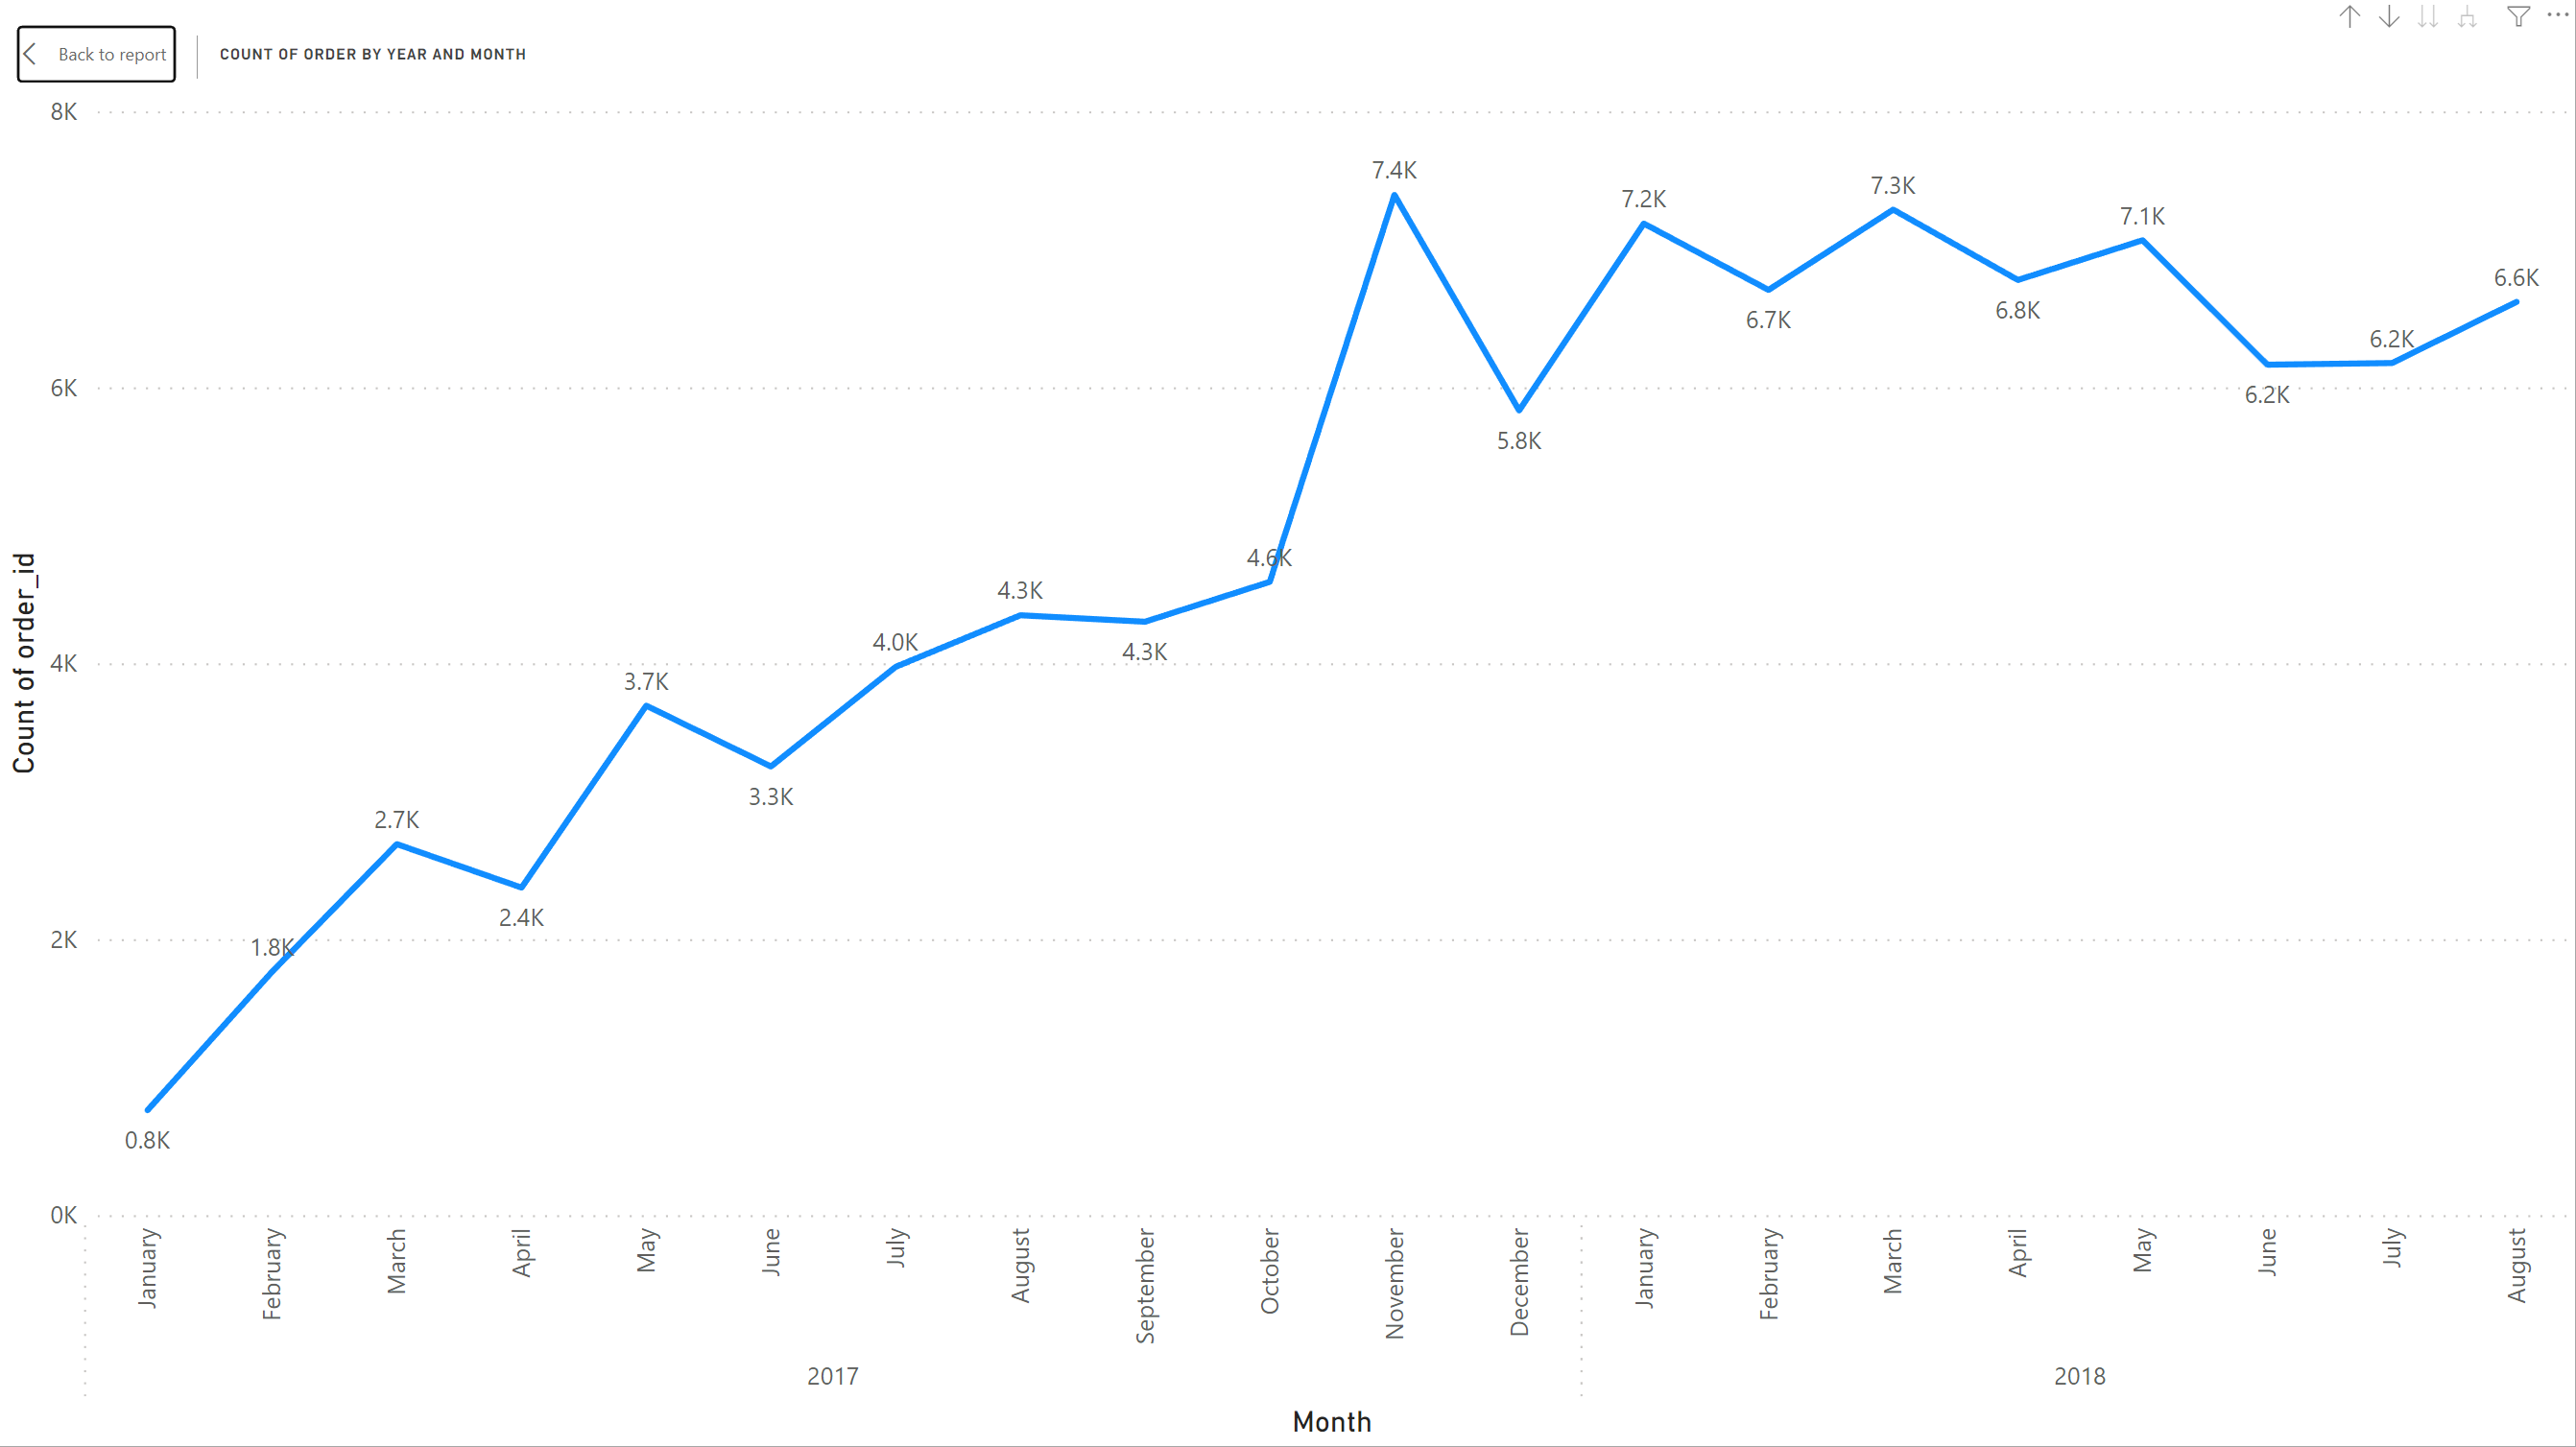 Back to report
COUNT OF ORDER BY YEAR AND MONTH
8K
6K
4K
2K
0K
Count of order_id
0.8K
1.8K
2.7K
2.4K
3.7K
3.3K
4.0K
4.3K
4.3K
4.6K
7.4K
5.8K
7.2K
6.7K
7.3K
6.8K
7.1K
6.2K
6.2K
6.6K
January
February
March
April
May
June
July
August
September
October
November
December
January
February
March
April
May
June
July
August
2017
2018
Month